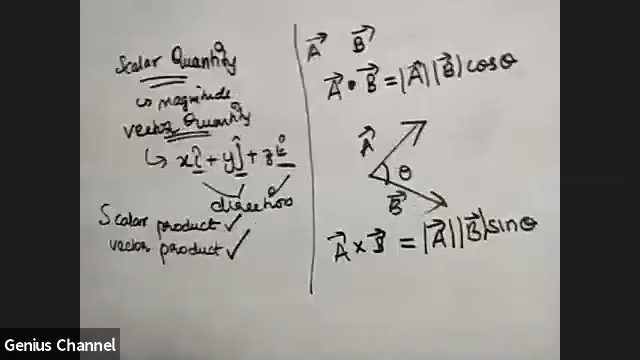 Scalar Quantity
↳ magnitude
vector Quantity
↳ xî + yĵ + zk̂
direction
Scalar product ✓
vector product ✓
A⃗ B⃗
A⃗ • B⃗ = |A⃗| |B⃗| cosθ
A⃗
θ
B⃗
A⃗ × B⃗ = |A⃗| |B⃗| sinθ
Genius Channel